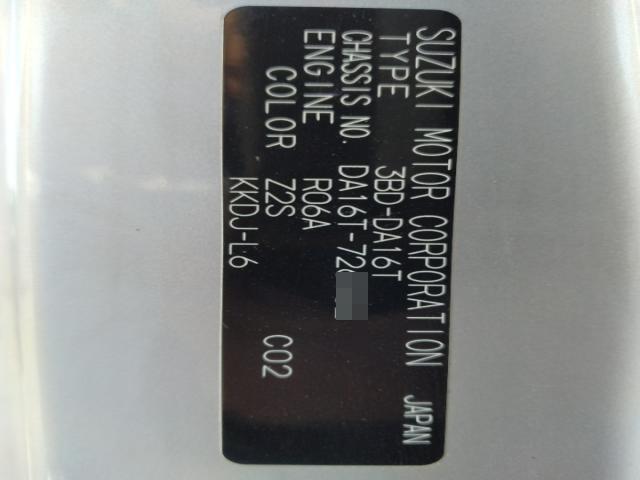 SUZUKI MOTOR CORPORATION JAPAN
TYPE 3BD-DA16T
CHASSIS NO. DA16T-72
ENGINE R06A
COLOR Z2S C02
KKDJ-L6